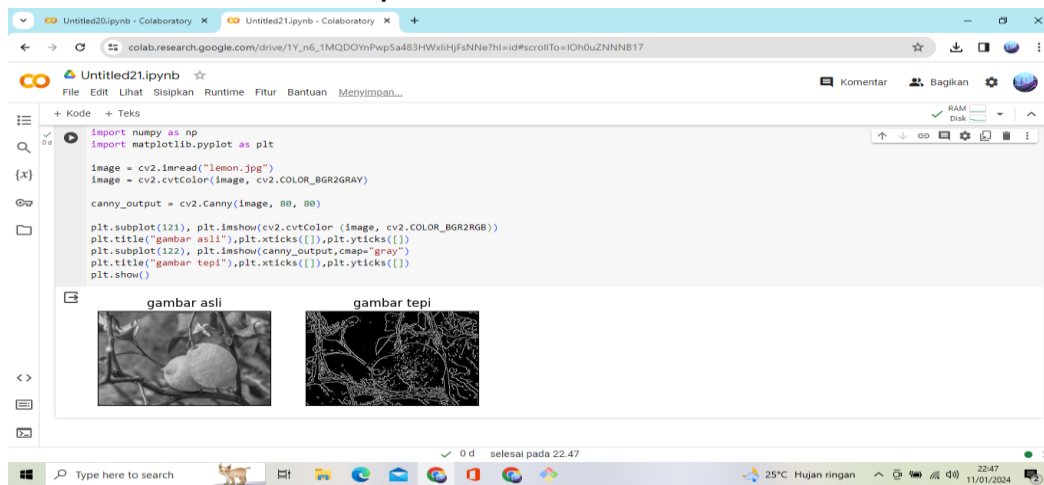 Untitled20.ipynb - Colaboratory
Untitled21.ipynb - Colaboratory
colab.research.google.com/drive/1Y_n6_1MQDOYnPwp5a483HWxliHjFsNNe?hl=id#scrollTo=IOh0uZNNNB17
Untitled21.ipynb
File Edit Lihat Sisipkan Runtime Fitur Bantuan Menyimpan...
Komentar Bagikan
+ Kode + Teks
RAM
Disk
0 d
import numpy as np
import matplotlib.pyplot as plt
image = cv2.imread("lemon.jpg")
image = cv2.cvtColor(image, cv2.COLOR_BGR2GRAY)
canny_output = cv2.Canny(image, 80, 80)
plt.subplot(121), plt.imshow(cv2.cvtColor (image, cv2.COLOR_BGR2RGB))
plt.title("gambar asli"),plt.xticks([]),plt.yticks([])
plt.subplot(122), plt.imshow(canny_output,cmap="gray")
plt.title("gambar tepi"),plt.xticks([]),plt.yticks([])
plt.show()
gambar asli
gambar tepi
{x}
0 d selesai pada 22.47
Type here to search
25°C Hujan ringan
22:47
11/01/2024
2